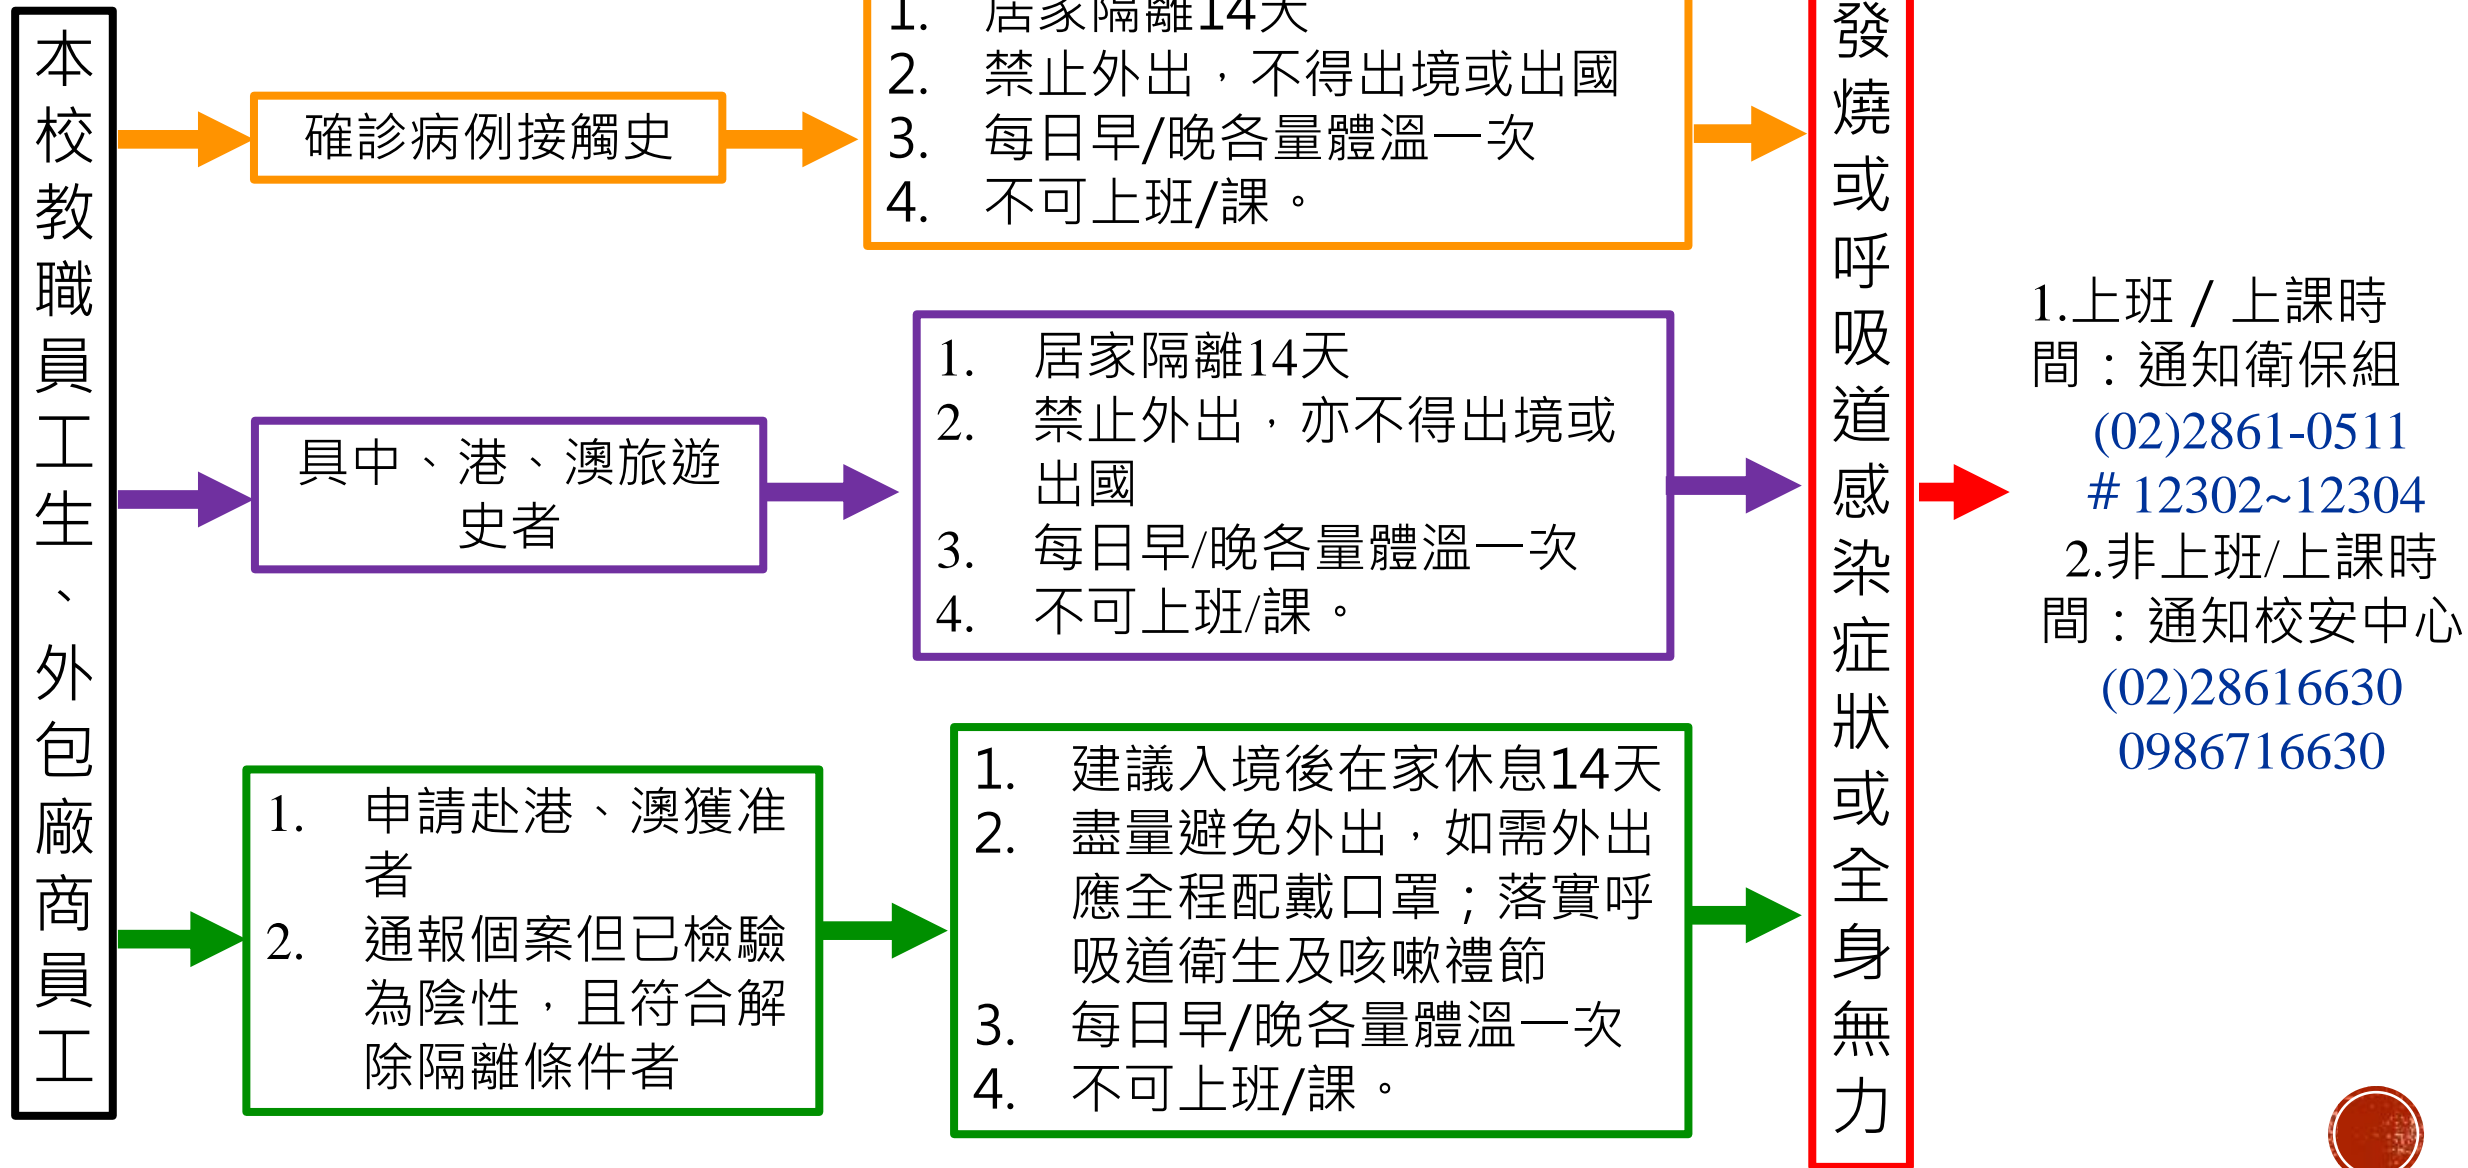 本校教職員工生、外包廠商員工
確診病例接觸史
1. 居家隔離14天
2. 禁止外出，不得出境或出國
3. 每日早/晚各量體溫一次
4. 不可上班/課。
具中、港、澳旅遊
史者
1. 居家隔離14天
2. 禁止外出，亦不得出境或
出國
3. 每日早/晚各量體溫一次
4. 不可上班/課。
1. 申請赴港、澳獲准
者
2. 通報個案但已檢驗
為陰性，且符合解
除隔離條件者
1. 建議入境後在家休息14天
2. 盡量避免外出，如需外出
應全程配戴口罩；落實呼
吸道衛生及咳嗽禮節
3. 每日早/晚各量體溫一次
4. 不可上班/課。
發燒或呼吸道感染症狀或全身無力
1.上班 / 上課時
間：通知衛保組
(02)2861-0511
＃12302~12304
2.非上班/上課時
間：通知校安中心
(02)28616630
0986716630